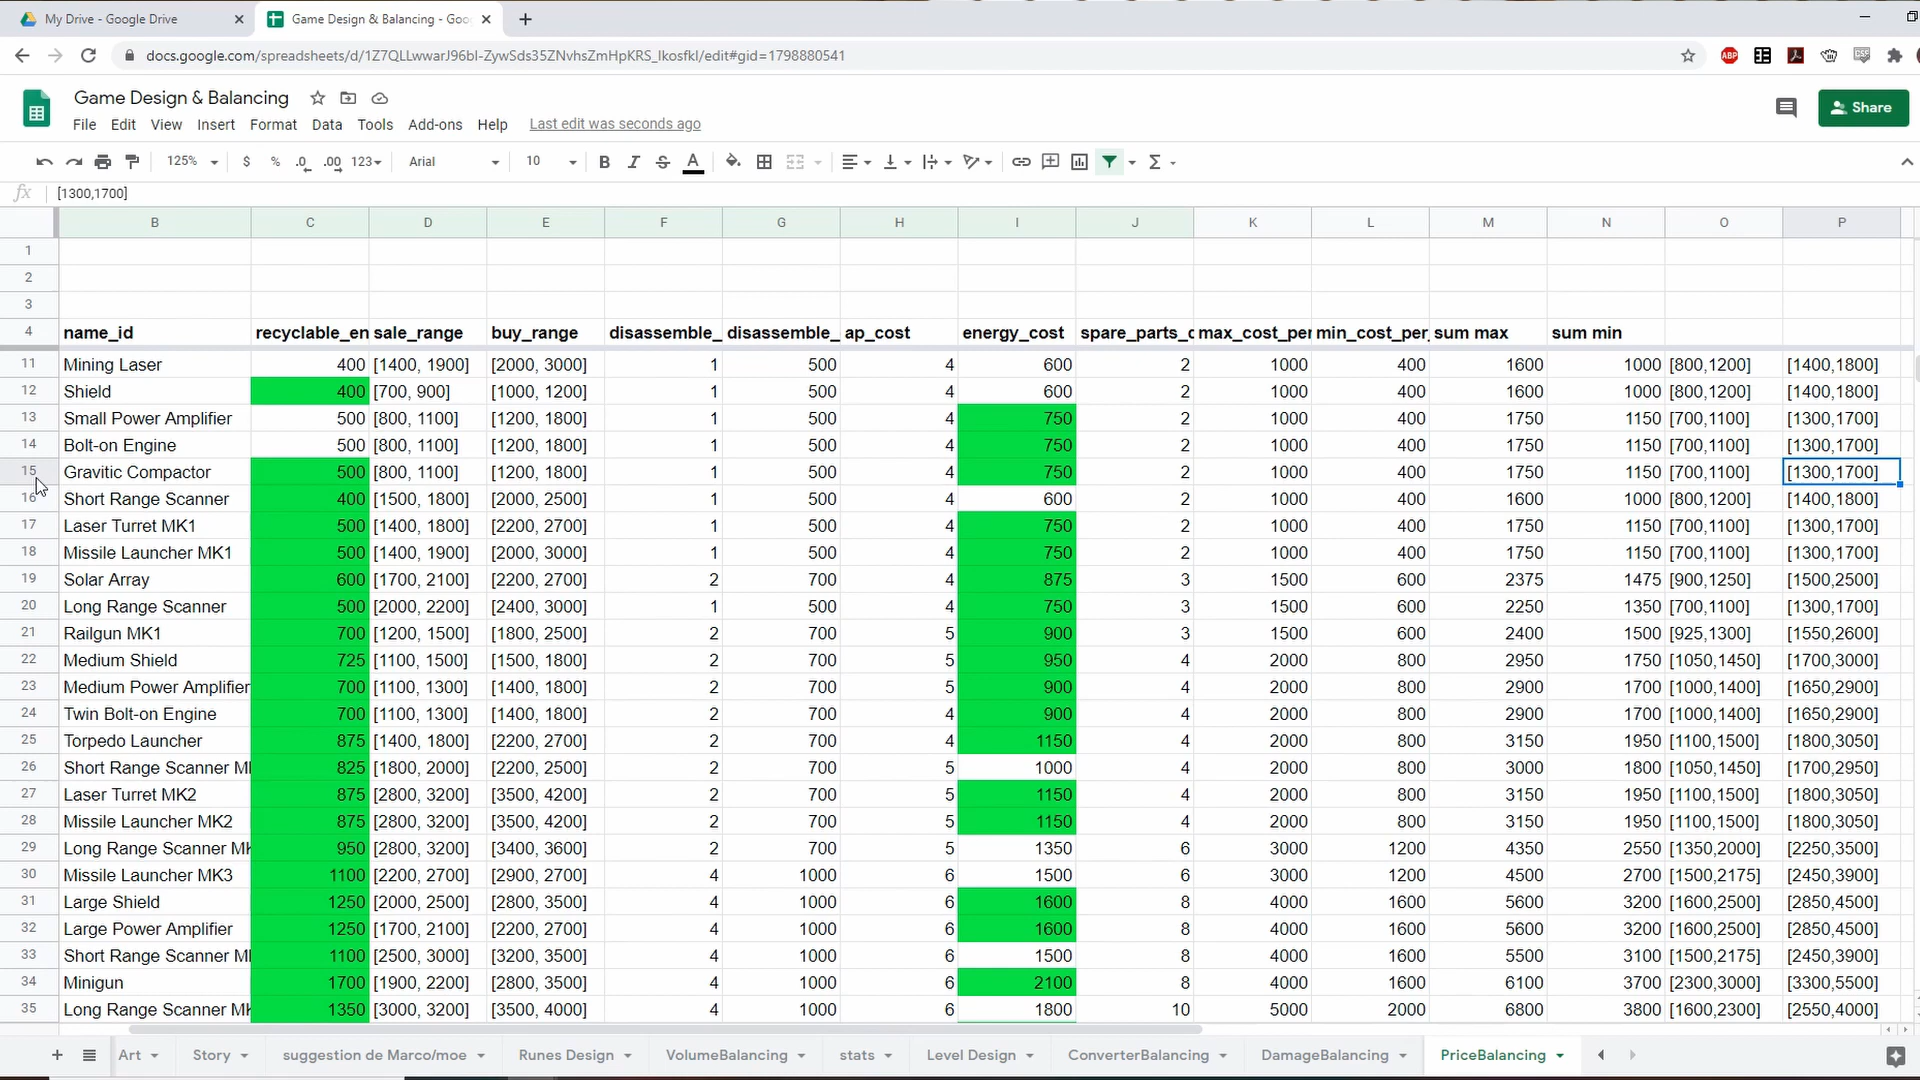 My Drive - Google Drive
Game Design & Balancing - Goo
docs.google.com/spreadsheets/d/1Z7QLLwwarJ96bI-ZywSds35ZNvhsZmHpKRS_Ikosfkl/edit#gid=1798880541
ABP
Game Design & Balancing
Share
File Edit View Insert Format Data Tools Add-ons Help Last edit was seconds ago
125% $ % .0 .00 123 Arial 10 B I S A
fx [1300,1700]
B C D E F G H I J K L M N O P
1
2
3
4 name_id recyclable_en sale_range buy_range disassemble_ disassemble_ ap_cost energy_cost spare_parts_c max_cost_per min_cost_per_ sum max sum min
11 Mining Laser 400 [1400, 1900] [2000, 3000] 1 500 4 600 2 1000 400 1600 1000 [800,1200] [1400,1800]
12 Shield 400 [700, 900] [1000, 1200] 1 500 4 600 2 1000 400 1600 1000 [800,1200] [1400,1800]
13 Small Power Amplifier 500 [800, 1100] [1200, 1800] 1 500 4 750 2 1000 400 1750 1150 [700,1100] [1300,1700]
14 Bolt-on Engine 500 [800, 1100] [1200, 1800] 1 500 4 750 2 1000 400 1750 1150 [700,1100] [1300,1700]
15 Gravitic Compactor 500 [800, 1100] [1200, 1800] 1 500 4 750 2 1000 400 1750 1150 [700,1100] [1300,1700]
16 Short Range Scanner 400 [1500, 1800] [2000, 2500] 1 500 4 600 2 1000 400 1600 1000 [800,1200] [1400,1800]
17 Laser Turret MK1 500 [1400, 1800] [2200, 2700] 1 500 4 750 2 1000 400 1750 1150 [700,1100] [1300,1700]
18 Missile Launcher MK1 500 [1400, 1900] [2000, 3000] 1 500 4 750 2 1000 400 1750 1150 [700,1100] [1300,1700]
19 Solar Array 600 [1700, 2100] [2200, 2700] 2 700 4 875 3 1500 600 2375 1475 [900,1250] [1500,2500]
20 Long Range Scanner 500 [2000, 2200] [2400, 3000] 1 500 4 750 3 1500 600 2250 1350 [700,1100] [1300,1700]
21 Railgun MK1 700 [1200, 1500] [1800, 2500] 2 700 5 900 3 1500 600 2400 1500 [925,1300] [1550,2600]
22 Medium Shield 725 [1100, 1500] [1500, 1800] 2 700 5 950 4 2000 800 2950 1750 [1050,1450] [1700,3000]
23 Medium Power Amplifier 700 [1100, 1300] [1400, 1800] 2 700 5 900 4 2000 800 2900 1700 [1000,1400] [1650,2900]
24 Twin Bolt-on Engine 700 [1100, 1300] [1400, 1800] 2 700 4 900 4 2000 800 2900 1700 [1000,1400] [1650,2900]
25 Torpedo Launcher 875 [1400, 1800] [2200, 2700] 2 700 4 1150 4 2000 800 3150 1950 [1100,1500] [1800,3050]
26 Short Range Scanner M 825 [1800, 2000] [2200, 2500] 2 700 5 1000 4 2000 800 3000 1800 [1050,1450] [1700,2950]
27 Laser Turret MK2 875 [2800, 3200] [3500, 4200] 2 700 5 1150 4 2000 800 3150 1950 [1100,1500] [1800,3050]
28 Missile Launcher MK2 875 [2800, 3200] [3500, 4200] 2 700 5 1150 4 2000 800 3150 1950 [1100,1500] [1800,3050]
29 Long Range Scanner MK 950 [2800, 3200] [3400, 3600] 2 700 5 1350 6 3000 1200 4350 2550 [1350,2000] [2250,3500]
30 Missile Launcher MK3 1100 [2200, 2700] [2900, 2700] 4 1000 6 1500 6 3000 1200 4500 2700 [1500,2175] [2450,3900]
31 Large Shield 1250 [2000, 2500] [2800, 3500] 4 1000 6 1600 8 4000 1600 5600 3200 [1600,2500] [2850,4500]
32 Large Power Amplifier 1250 [1700, 2100] [2200, 2700] 4 1000 6 1600 8 4000 1600 5600 3200 [1600,2500] [2850,4500]
33 Short Range Scanner M 1100 [2500, 3000] [3200, 3500] 4 1000 6 1500 8 4000 1600 5500 3100 [1500,2175] [2450,3900]
34 Minigun 1700 [1900, 2200] [2800, 3500] 4 1000 6 2100 8 4000 1600 6100 3700 [2300,3000] [3300,5500]
35 Long Range Scanner MK 1350 [3000, 3200] [3500, 4000] 4 1000 6 1800 10 5000 2000 6800 3800 [1600,2300] [2550,4000]
Art Story suggestion de Marco/moe Runes Design VolumeBalancing stats Level Design ConverterBalancing DamageBalancing PriceBalancing